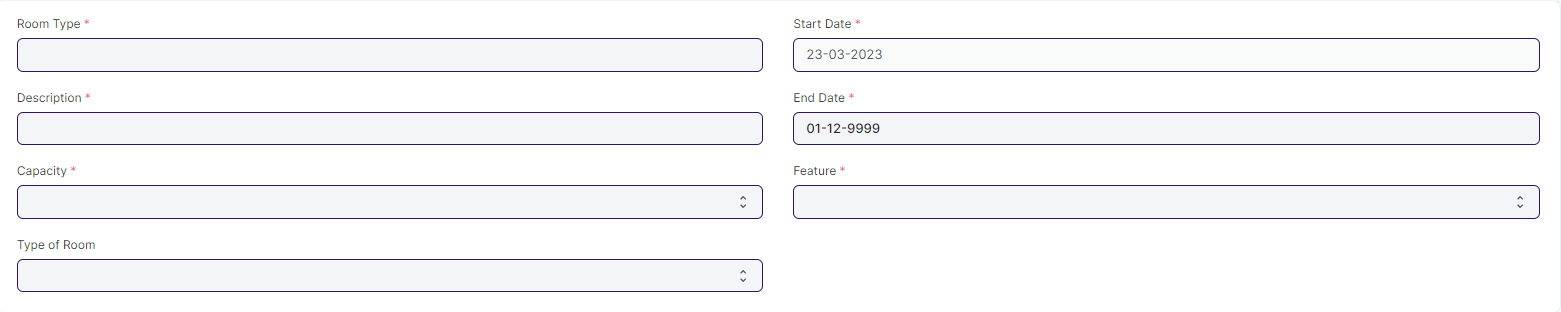 Room Type *
Start Date *
23-03-2023
Description *
End Date *
01-12-9999
Capacity *
Feature *
Type of Room